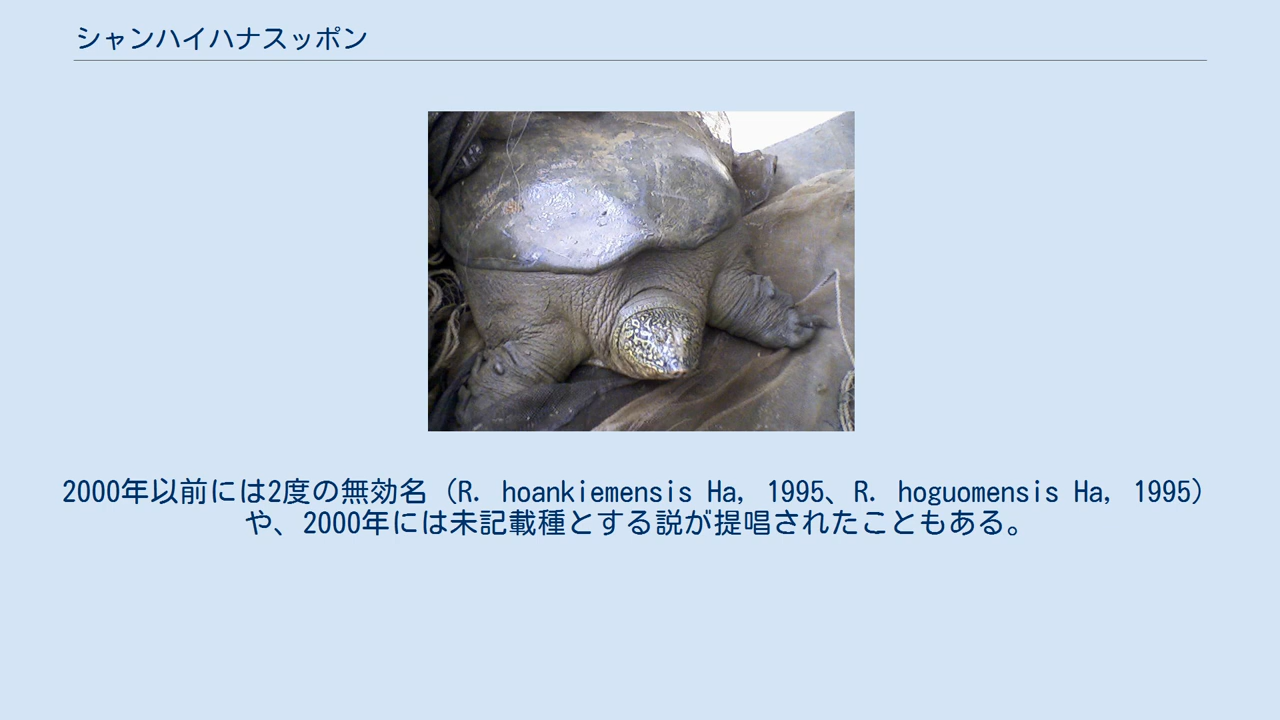 シャンハイハナスッポン
2000年以前には2度の無効名（R. hoankiemensis Ha, 1995、R. hoguomensis Ha, 1995）
や、2000年には未記載種とする説が提唱されたこともある。